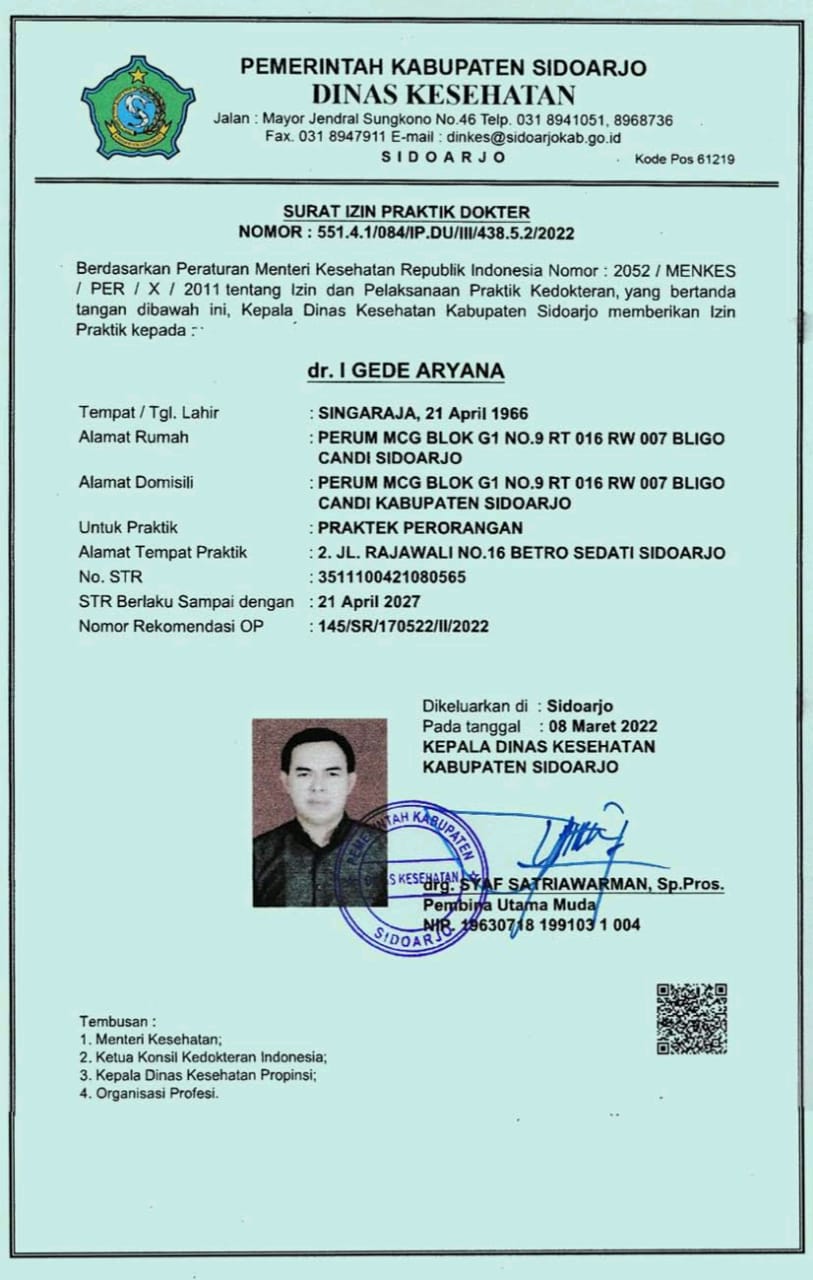 PEMERINTAH KABUPATEN SIDOARJO
DINAS KESEHATAN
Jalan : Mayor Jendral Sungkono No.46 Telp. 031 8941051, 8968736
Fax. 031 8947911 E-mail : dinkes@sidoarjokab.go.id
SIDOARJO
Kode Pos 61219
SURAT IZIN PRAKTIK DOKTER
NOMOR : 551.4.1/084/IP.DU/III/438.5.2/2022
Berdasarkan Peraturan Menteri Kesehatan Republik Indonesia Nomor : 2052 / MENKES
/ PER / X / 2011 tentang Izin dan Pelaksanaan Praktik Kedokteran, yang bertanda
tangan dibawah ini, Kepala Dinas Kesehatan Kabupaten Sidoarjo memberikan Izin
Praktik kepada :
dr. I GEDE ARYANA
Tempat / Tgl. Lahir : SINGARAJA, 21 April 1966
Alamat Rumah : PERUM MCG BLOK G1 NO.9 RT 016 RW 007 BLIGO
CANDI SIDOARJO
Alamat Domisili : PERUM MCG BLOK G1 NO.9 RT 016 RW 007 BLIGO
CANDI KABUPATEN SIDOARJO
Untuk Praktik : PRAKTEK PERORANGAN
Alamat Tempat Praktik : 2. JL. RAJAWALI NO.16 BETRO SEDATI SIDOARJO
No. STR : 3511100421080565
STR Berlaku Sampai dengan : 21 April 2027
Nomor Rekomendasi OP : 145/SR/170522/II/2022
Dikeluarkan di : Sidoarjo
Pada tanggal : 08 Maret 2022
KEPALA DINAS KESEHATAN
KABUPATEN SIDOARJO
PEMERINTAH KABUPATEN
S KESEHATAN
SIDOARJO
drg. SYAF SATRIAWARMAN, Sp.Pros.
Pembina Utama Muda
NIP. 19630718 199103 1 004
Tembusan :
1. Menteri Kesehatan;
2. Ketua Konsil Kedokteran Indonesia;
3. Kepala Dinas Kesehatan Propinsi;
4. Organisasi Profesi.